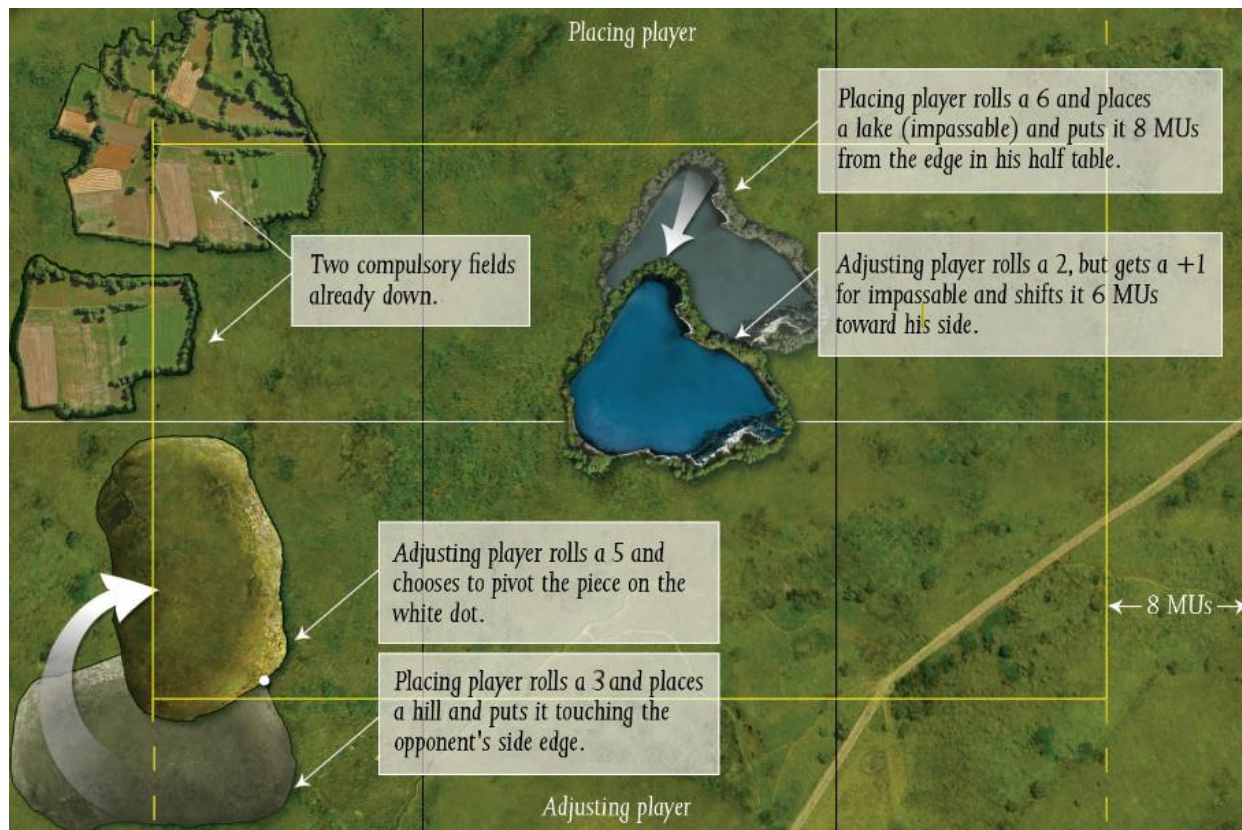 Placing player
Placing player rolls a 6 and places
a lake (impassable) and puts it 8 MUs
from the edge in his half table.
Two compulsory fields
already down.
Adjusting player rolls a 2, but gets a +1
for impassable and shifts it 6 MUs
toward his side.
Adjusting player rolls a 5 and
chooses to pivot the piece on the
white dot.
8 MUs
Placing player rolls a 3 and places
a hill and puts it touching the
opponent's side edge.
Adjusting player